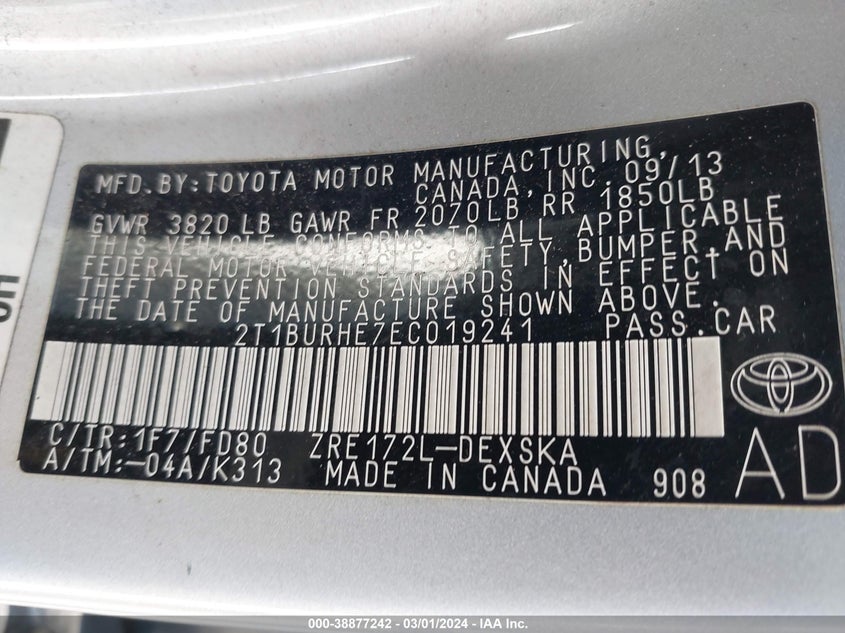 MFD.BY:TOYOTA MOTOR MANUFACTURING,
CANADA, INC. 09/13
GVWR 3820 LB GAWR FR 2070LB RR 1850LB
THIS VEHICLE CONFORMS TO ALL APPLICABLE
FEDERAL MOTOR VEHICLE SAFETY,BUMPER,AND
THEFT PREVENTION STANDARDS IN EFFECT ON
THE DATE OF MANUFACTURE SHOWN ABOVE.
2T1BURHE7EC019241 PASS.CAR
C/TR:1F7/FD80 ZRE172L-DEXSKA
A/TM:-04A/K313 MADE IN CANADA 908 AD
000-38877242 / 03/01/2024 - IAA Inc.